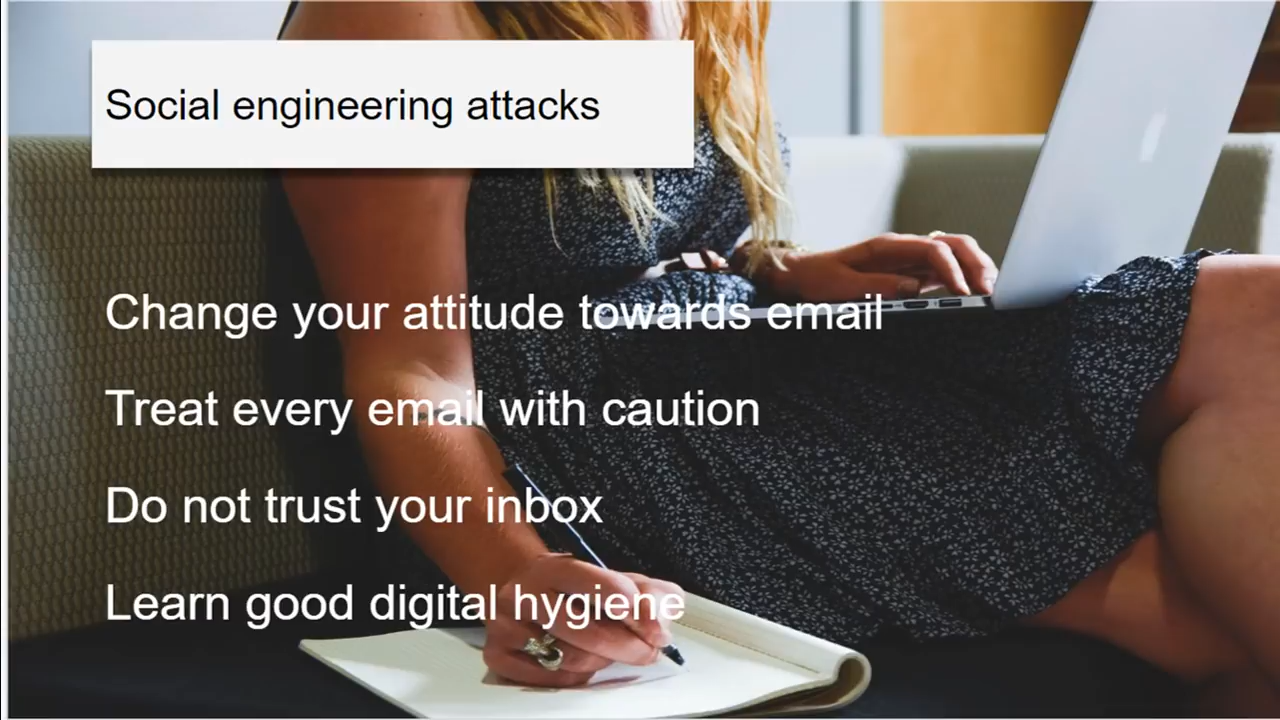 Social engineering attacks
Change your attitude towards email
Treat every email with caution
Do not trust your inbox
Learn good digital hygiene